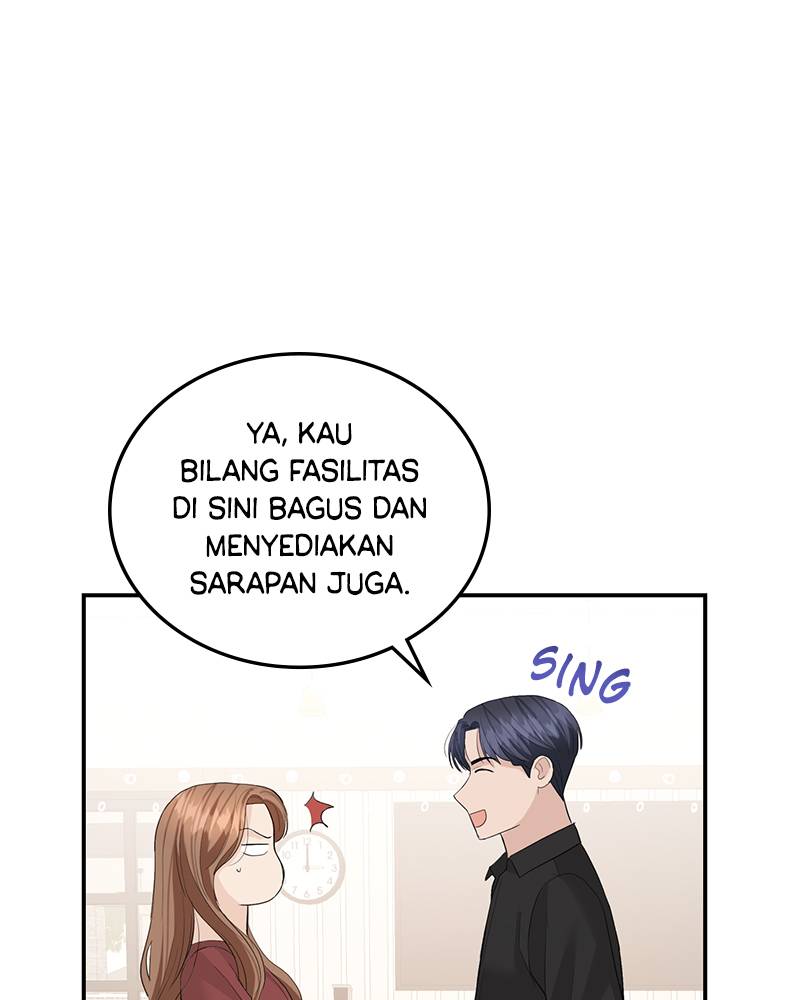 YA, KAU
BILANG FASILITAS
DI SINI BAGUS DAN
MENYEDIAKAN
SARAPAN JUGA.
SING